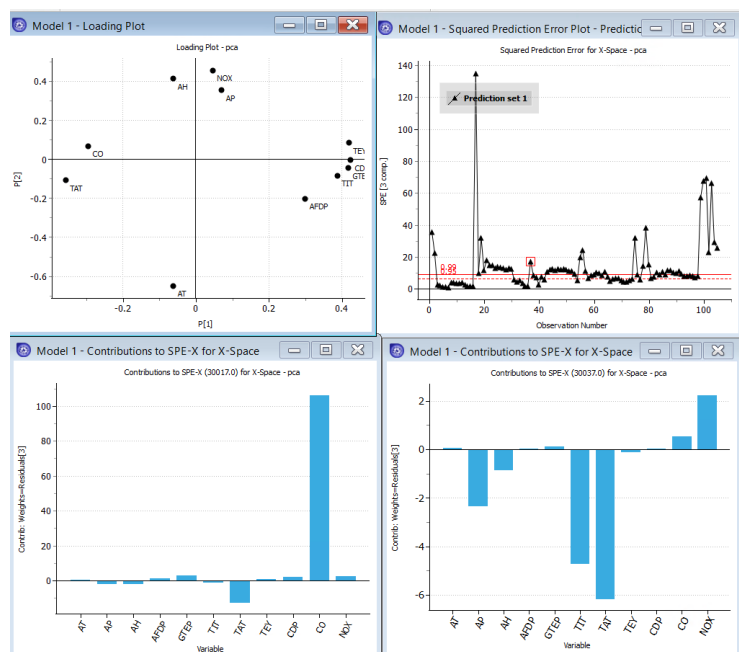 Model 1 - Loading Plot
Loading Plot - pca
0.4
0.2
0
-0.2
-0.4
-0.6
P[2]
AH
NOX
AP
CO
TEY
CD
GTE
TIT
TAT
AFDP
AT
-0.2
0
0.2
0.4
P[1]
Model 1 - Squared Prediction Error Plot - Predictic
Squared Prediction Error for X-Space - pca
140
120
100
80
60
40
20
0
SPE [3 comp.]
Prediction set 1
0.99
0.95
0
20
40
60
80
100
Observation Number
Model 1 - Contributions to SPE-X for X-Space
Contributions to SPE-X (30017.0) for X-Space - pca
100
80
60
40
20
0
Contrib: Weights=Residuals[3]
AT
AP
AH
AFDP
GTEP
TIT
TAT
TEY
CDP
CO
NOX
Variable
Model 1 - Contributions to SPE-X for X-Space
Contributions to SPE-X (30037.0) for X-Space - pca
2
0
-2
-4
-6
Contrib: Weights=Residuals[3]
AT
AP
AH
AFDP
GTEP
TIT
TAT
TEY
CDP
CO
NOX
Variable